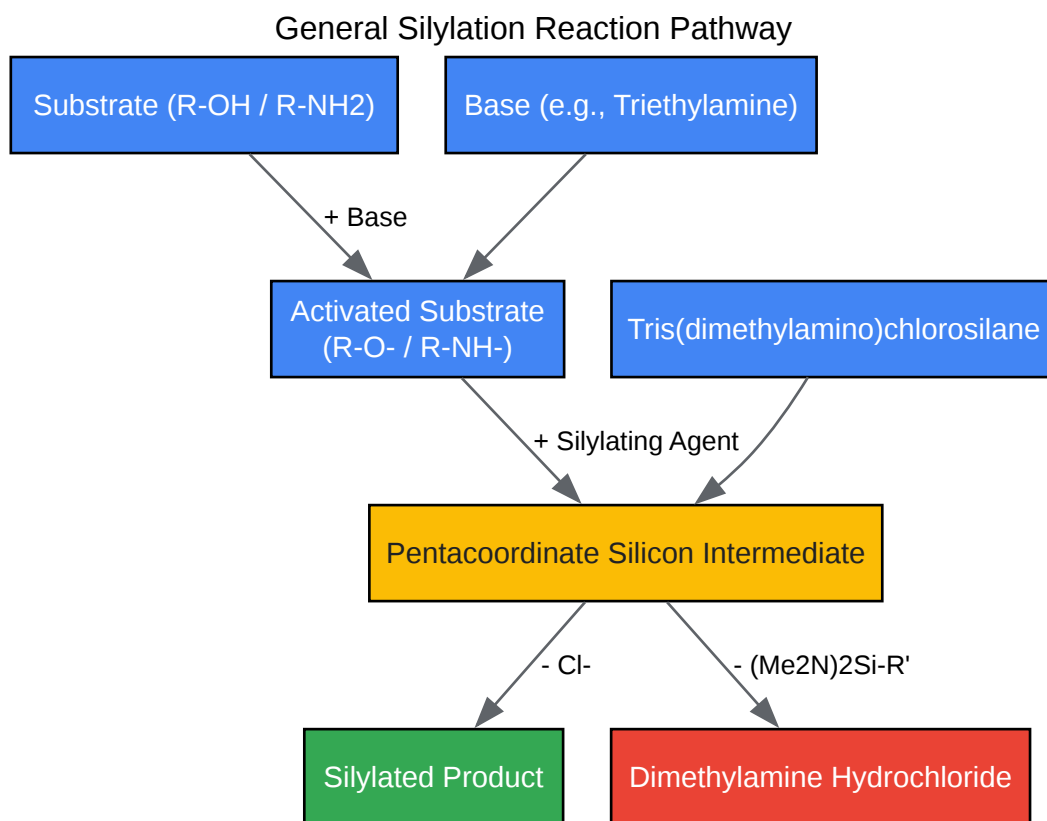 General Silylation Reaction Pathway
Substrate (R-OH / R-NH2)
Base (e.g., Triethylamine)
+ Base
Activated Substrate
(R-O- / R-NH-)
Tris(dimethylamino)chlorosilane
+ Silylating Agent
Pentacoordinate Silicon Intermediate
- Cl-
- (Me2N)2Si-R'
Silylated Product
Dimethylamine Hydrochloride